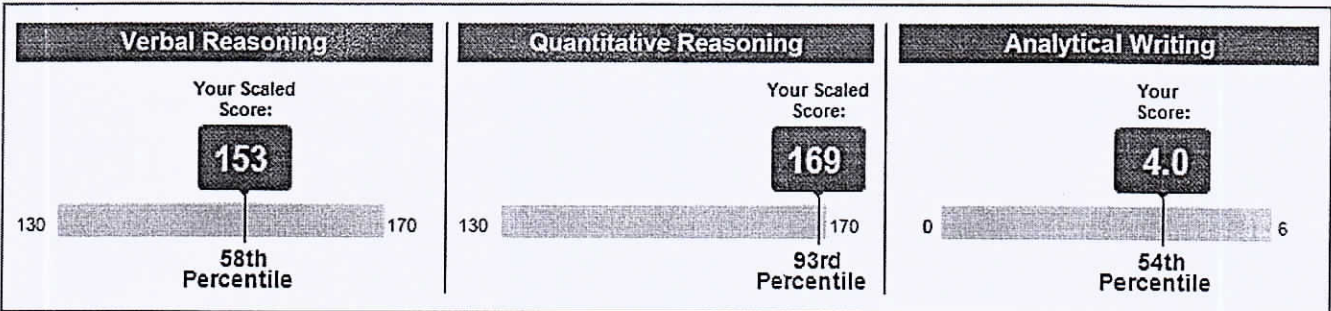 Verbal Reasoning
Your Scaled
Score:
153
130
170
58th
Percentile
Quantitative Reasoning
Your Scaled
Score:
169
130
170
93rd
Percentile
Analytical Writing
Your
Score:
4.0
0
6
54th
Percentile